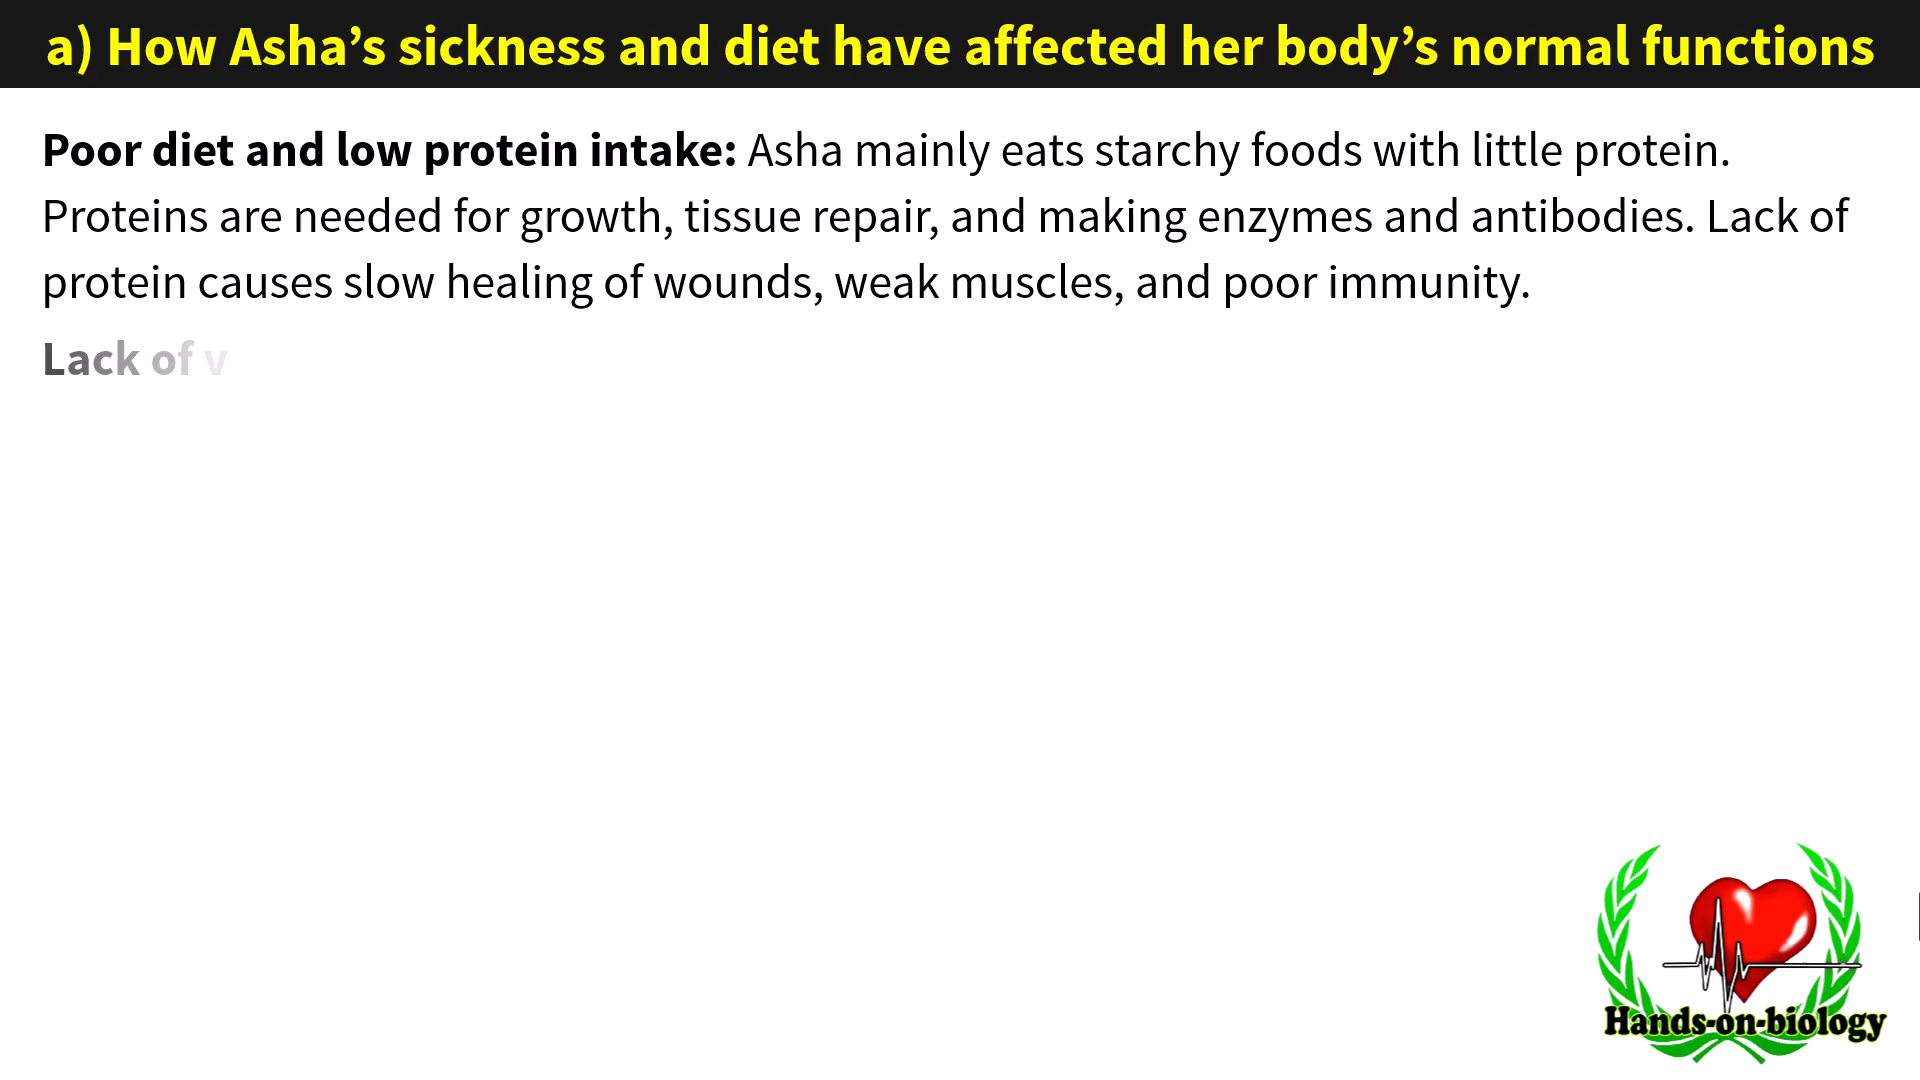 a) How Asha’s sickness and diet have affected her body’s normal functions
Poor diet and low protein intake: Asha mainly eats starchy foods with little protein.
Proteins are needed for growth, tissue repair, and making enzymes and antibodies. Lack of
protein causes slow healing of wounds, weak muscles, and poor immunity.
Lack of v
Hands-on-biology